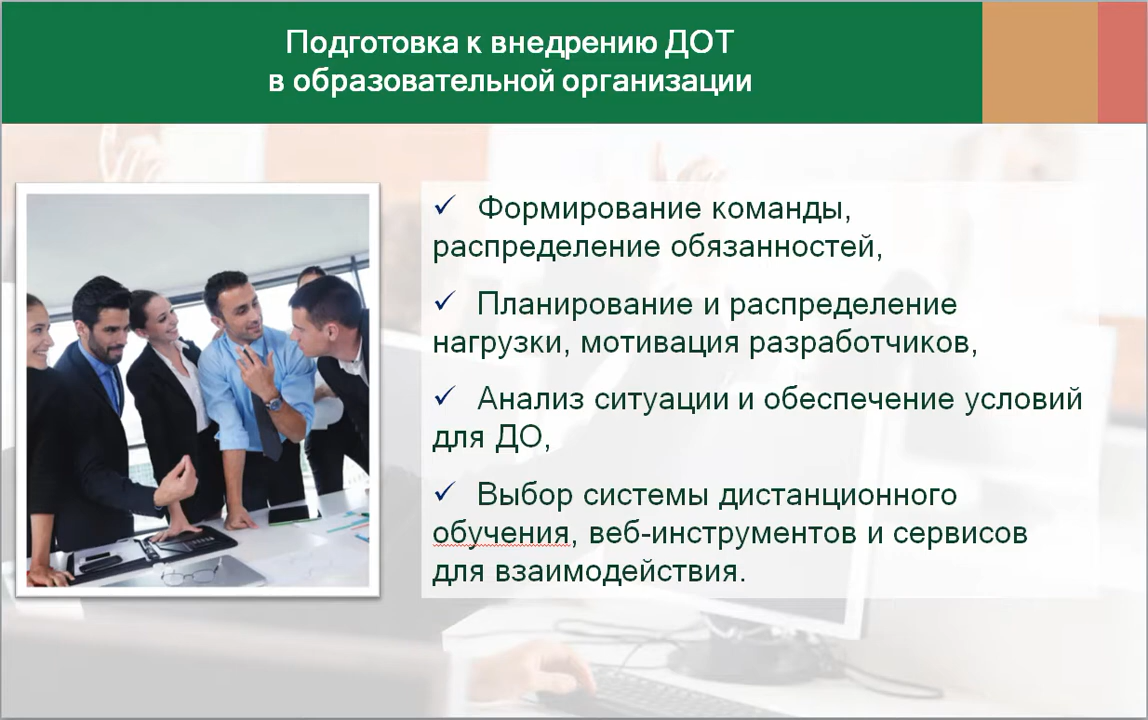 Подготовка к внедрению ДОТ
в образовательной организации
✓ Формирование команды,
распределение обязанностей,
✓ Планирование и распределение
нагрузки, мотивация разработчиков,
✓ Анализ ситуации и обеспечение условий
для ДО,
✓ Выбор системы дистанционного
обучения, веб-инструментов и сервисов
для взаимодействия.